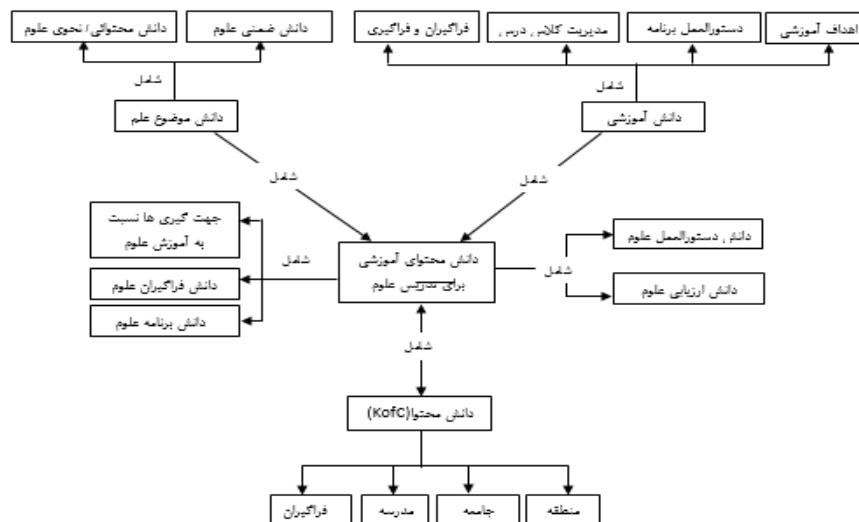 اهداف آموزشی
دستورالعمل برنامه
مدیریت کلاس درس
فراگیران و فراگیری
دانش ضمنی علوم
دانش محتوائی/ نحوی علوم
شامل
شامل
دانش آموزشی
دانش موضوع علم
شامل
شامل
جهت گیری ها نسبت
به آموزش علوم
دانش فراگیران علوم
دانش برنامه علوم
شامل
دانش محتوای آموزشی
برای تدریس علوم
شامل
دانش دستورالعمل علوم
دانش ارزیابی علوم
شامل
دانش محتوا(KofC)
منطقه
جامعه
مدرسه
فراگیران